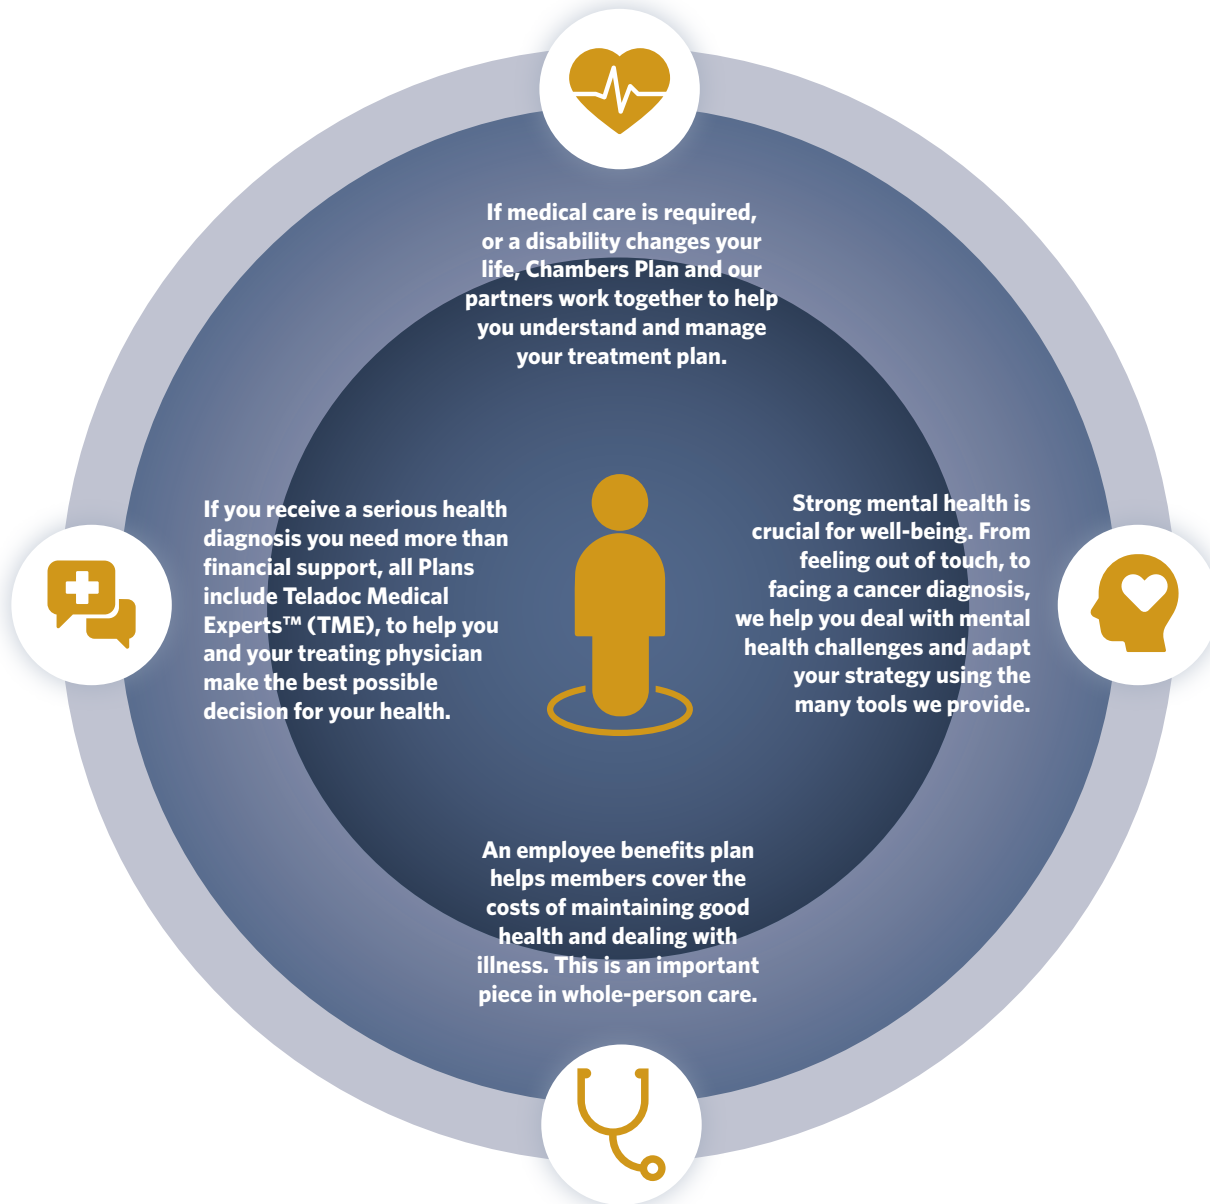 If medical care is required,
or a disability changes your
life, Chambers Plan and our
partners work together to help
you understand and manage
your treatment plan.
If you receive a serious health
diagnosis you need more than
financial support, all Plans
include Teladoc Medical
Experts™ (TME), to help you
and your treating physician
make the best possible
decision for your health.
Strong mental health is
crucial for well-being. From
feeling out of touch, to
facing a cancer diagnosis,
we help you deal with mental
health challenges and adapt
your strategy using the
many tools we provide.
An employee benefits plan
helps members cover the
costs of maintaining good
health and dealing with
illness. This is an important
piece in whole-person care.